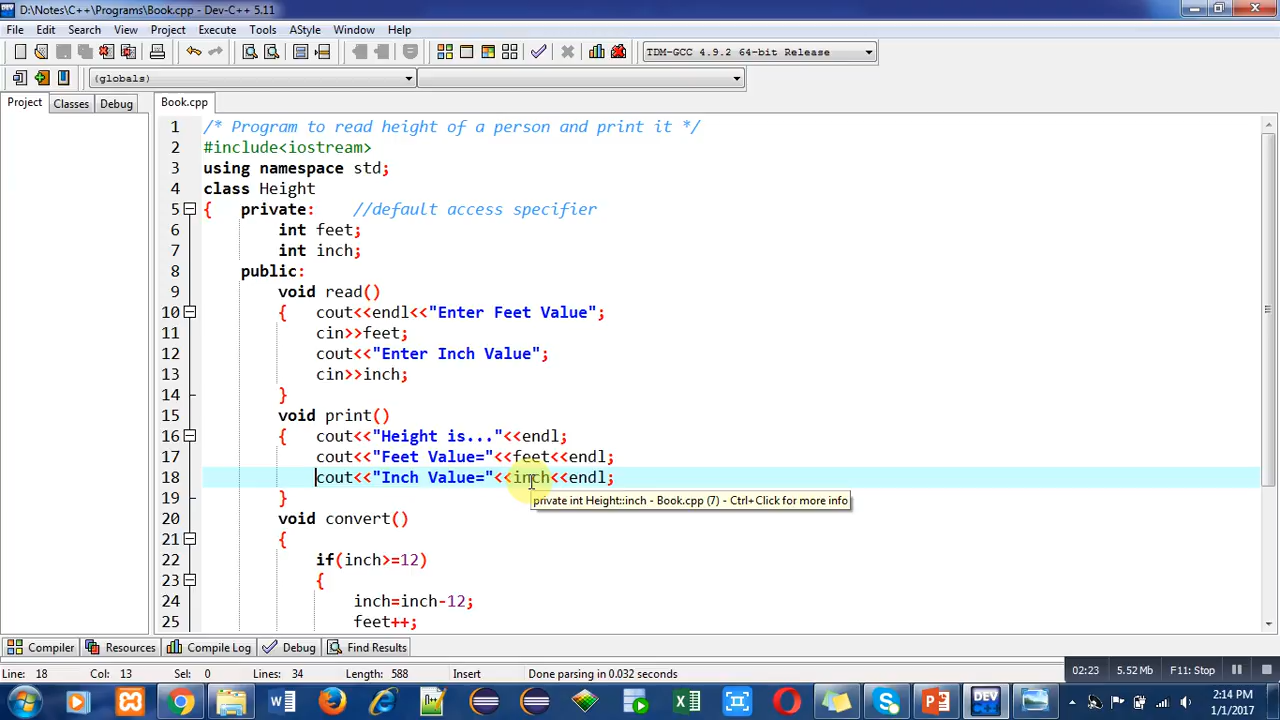 D:\Notes\C++\Programs\Book.cpp - Dev-C++ 5.11
File Edit Search View Project Execute Tools AStyle Window Help
TDM-GCC 4.9.2 64-bit Release
(globals)
Project Classes Debug Book.cpp
1 /* Program to read height of a person and print it */
2 #include<iostream>
3 using namespace std;
4 class Height
5 { private: //default access specifier
6 int feet;
7 int inch;
8 public:
9 void read()
10 { cout<<endl<<"Enter Feet Value";
11 cin>>feet;
12 cout<<"Enter Inch Value";
13 cin>>inch;
14 }
15 void print()
16 { cout<<"Height is..."<<endl;
17 cout<<"Feet Value="<<feet<<endl;
18 cout<<"Inch Value="<<inch<<endl;
private int Height::inch - Book.cpp (7) - Ctrl+Click for more info
19 }
20 void convert()
21 {
22 if(inch>=12)
23 {
24 inch=inch-12;
25 feet++;
Compiler Resources Compile Log Debug Find Results
Line: 18 Col: 13 Sel: 0 Lines: 34 Length: 588 Insert Done parsing in 0.032 seconds
02:23 5.52 Mb F11: Stop
DEV
2:14 PM
1/1/2017